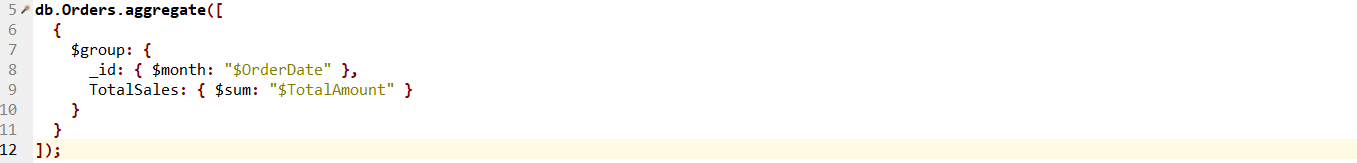 5 db.Orders.aggregate([
6   {
7     $group: {
8       _id: { $month: "$OrderDate" },
9       TotalSales: { $sum: "$TotalAmount" }
10     }
11   }
12 ]);